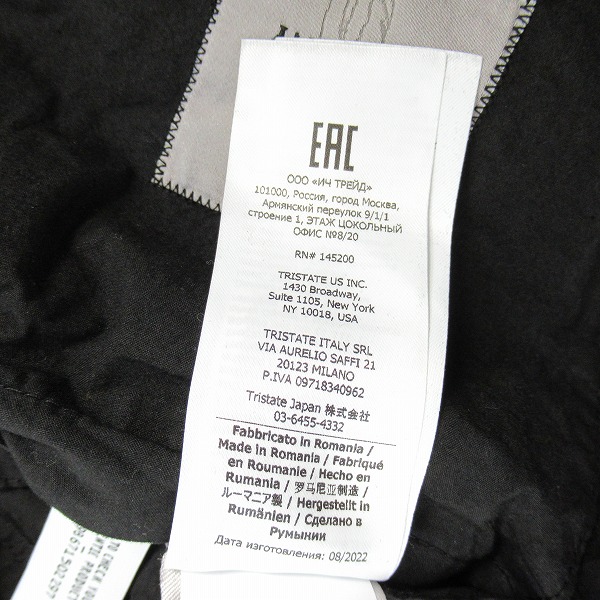 EAC
ООО «ИЧ ТРЕЙД»
101000, Россия, город Москва,
Армянский переулок 9/1/1
строение 1, ЭТАЖ ЦОКОЛЬНЫЙ
ОФИС №8/20
RN# 145200
TRISTATE US INC.
1430 Broadway,
Suite 1105, New York
NY 10018, USA
TRISTATE ITALY SRL
VIA AURELIO SAFFI 21
20123 MILANO
P.IVA 09718340962
Tristate Japan 株式会社
03-6455-4332
Fabbricato in Romania /
Made in Romania / Fabriqué
en Roumanie / Hecho en
Rumania / 罗马尼亚制造 /
ルーマニア製 / Hergestellt in
Rumänien / Сделано в
Румынии
Дата изготовления: 08/2022
TO CHECK YOUR
PRODUCT